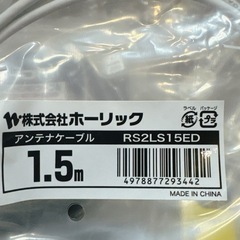 株式会社ホーリック
ラベル パッケージ
紙 プラ
アンテナケーブル RS2LS15ED
1.5m
4978877293442
MADE IN CHINA